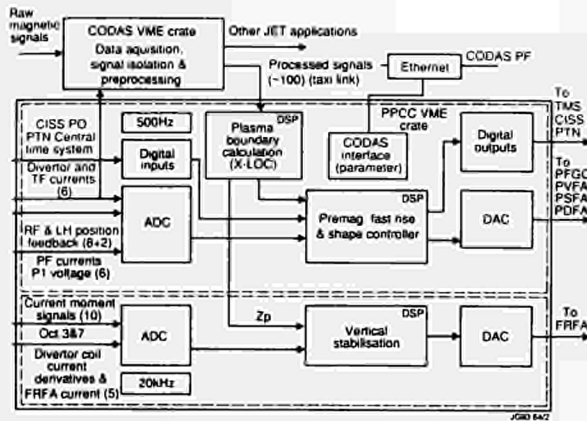 Raw
magnetic
signals
CODAS VME crate
Data aquisition,
signal isolation &
preprocessing
Other JET applications
Processed signals
(~100) (taxi link)
Ethernet
CODAS PF
CISS PO
PTN Central
time system
500Hz
Digital
inputs
DSP
Plasma
boundary
calculation
(X-LOC)
CODAS
interface
(parameter)
PPCC VME
crate
Digital
outputs
To
TMS
CISS
PTN
Divertor and
TF currents
(6)
ADC
RF & LH position
feedback (8+2)
PF currents
P1 voltage (6)
DSP
Premag fast rise
& shape controller
DAC
To
PFGC
PVFA
PSFA
PDFA
Current moment
signals (10)
Oct 3&7
Divertor coil
current
derivatives &
FRFA current (5)
ADC
20kHz
Zp
DSP
Vertical
stabilisation
DAC
To
FRFA